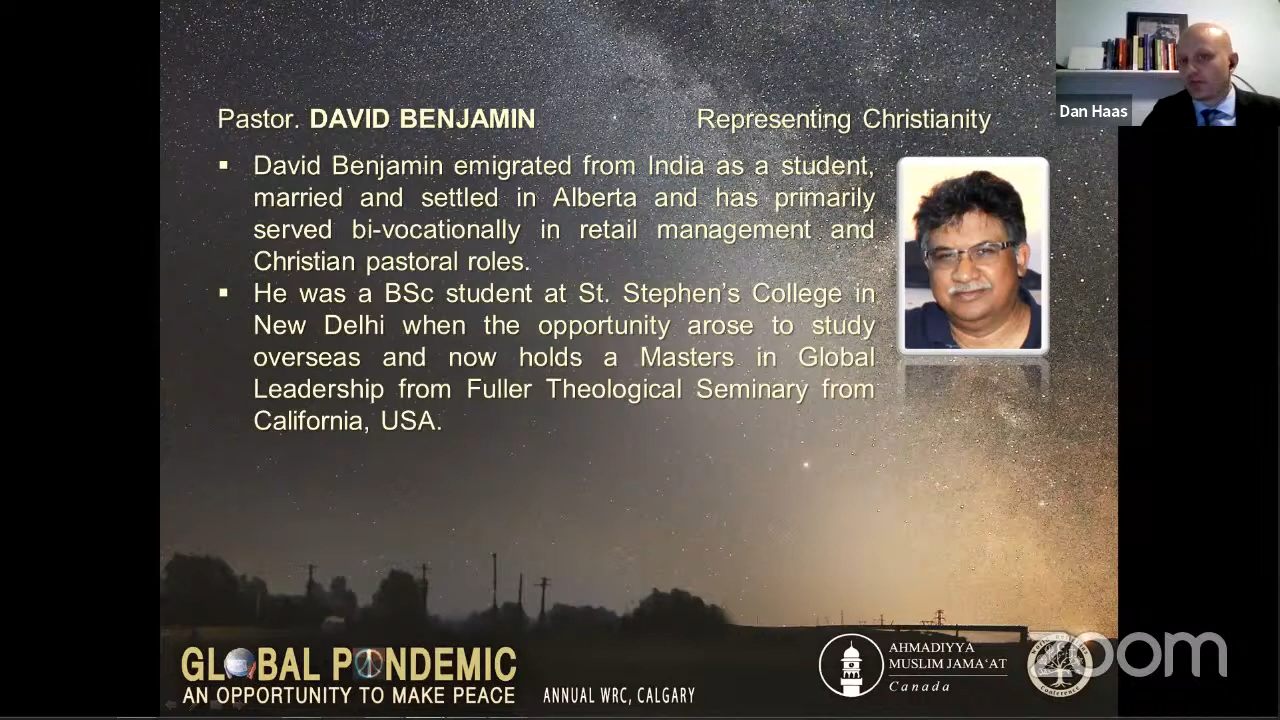 Pastor. DAVID BENJAMIN
Representing Christianity
Dan Haas
▪ David Benjamin emigrated from India as a student,
married and settled in Alberta and has primarily
served bi-vocationally in retail management and
Christian pastoral roles.
▪ He was a BSc student at St. Stephen’s College in
New Delhi when the opportunity arose to study
overseas and now holds a Masters in Global
Leadership from Fuller Theological Seminary from
California, USA.
GLOBAL PANDEMIC
AN OPPORTUNITY TO MAKE PEACE
ANNUAL WRC, CALGARY
AHMADIYYA
MUSLIM JAMA‘AT
Canada
conference
zoom